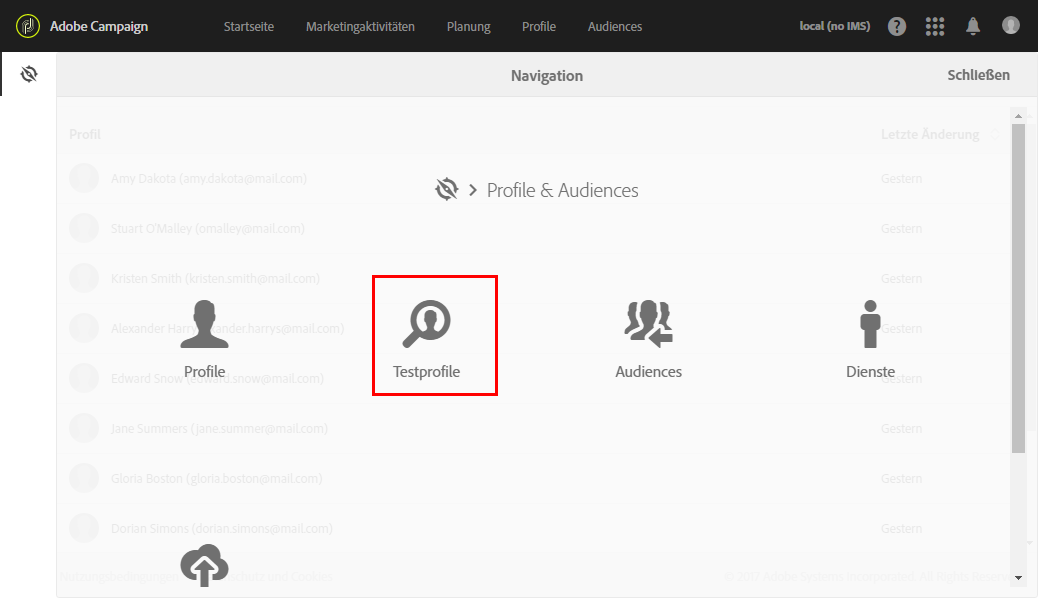 Adobe Campaign Startseite Marketingaktivitäten Planung Profile Audiences local (no IMS)
Navigation Schließen
Profil Letzte Änderung
Amy Dakota (amy.dakota@mail.com) Gestern
Profile & Audiences
Stuart O'Malley (omalley@mail.com) Gestern
Kristen Smith (kristen.smith@mail.com) Gestern
Alexander Harry ander.harrys@mail.com) Gestern
Profile Testprofile Audiences Dienste
Edward Snow (edward.snow@mail.com) Gestern
Jane Summers (jane.summer@mail.com) Gestern
Gloria Boston (gloria.boston@mail.com) Gestern
Dorian Simons (dorian.simons@mail.com) Gestern
Nutzungsbedingungen und Cookies © 2017 Adobe Systems Incorporated. All Rights